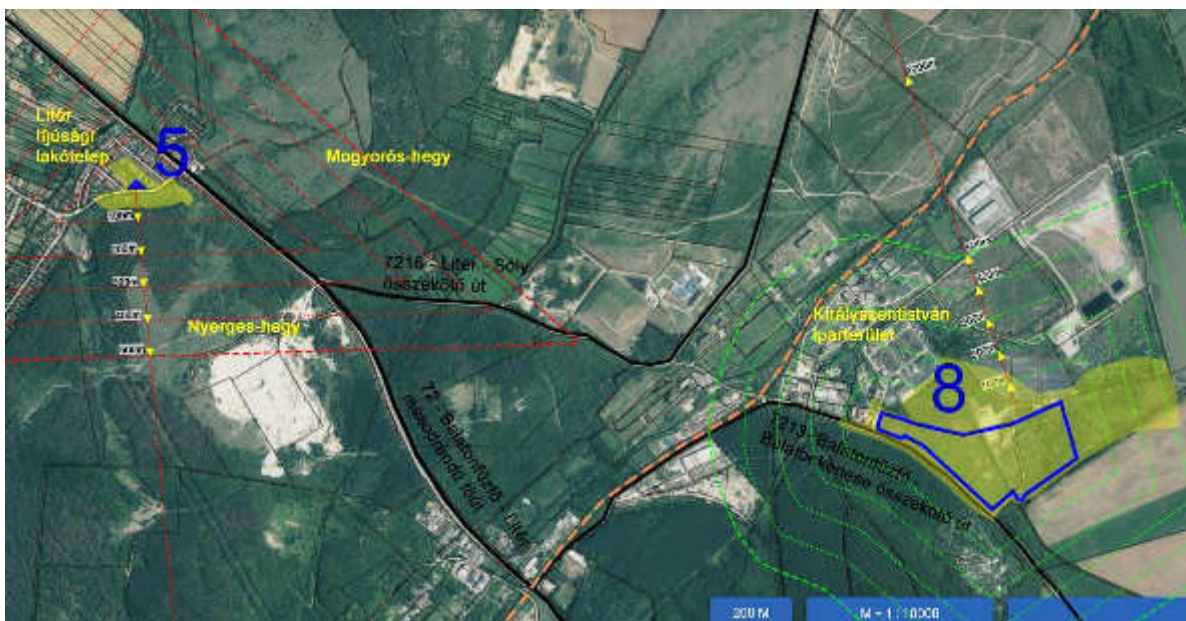 Litér
Ifjúsági
lakótelep
5
Mogyorós-hegy
7216 - Litér - Sóly
összekötő út
Nyerges-hegy
Királyszentistván
Iparterület
8
72 - Balatonfűzfő - Litér
másodrendű főút
7213 - Balatonfűzfő -
Balatonkenese összekötő út
200 M
M = 1 : 10000